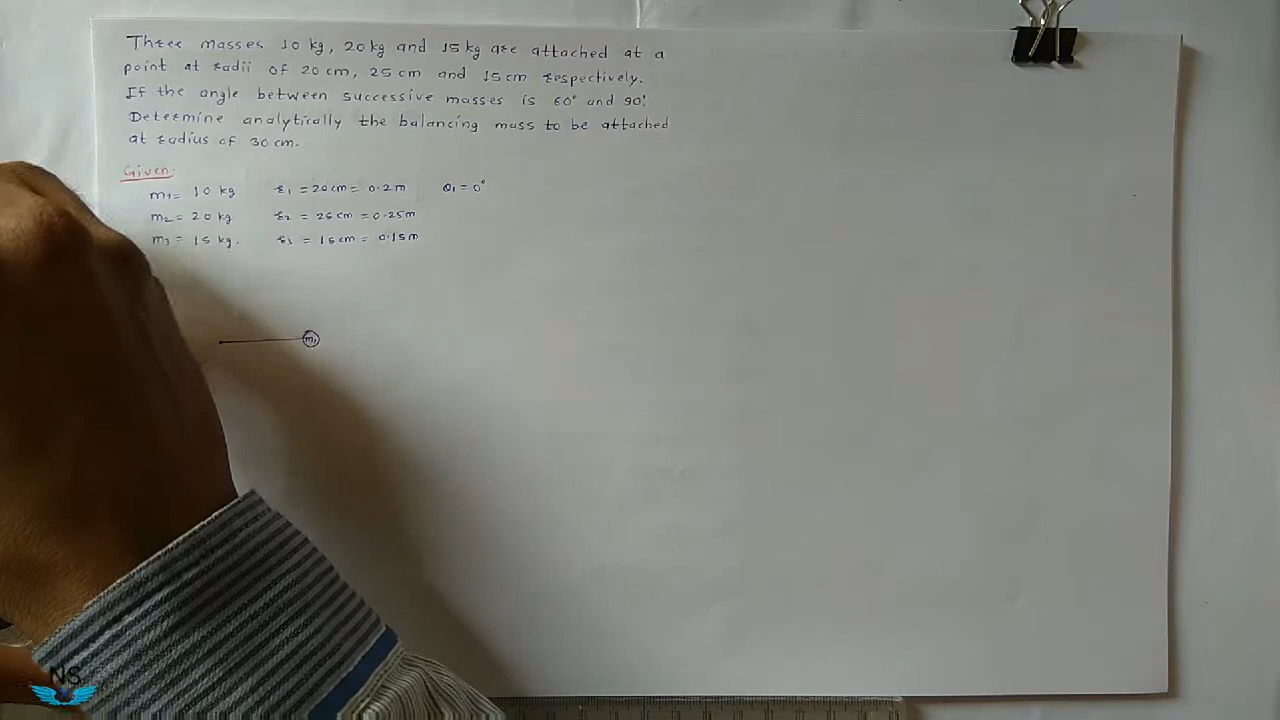 Three masses 10 kg, 20 kg and 15 kg are attached at a
point at radii of 20 cm, 25 cm and 15 cm respectively.
If the angle between successive masses is 60° and 90°.
Determine analytically the balancing mass to be attached
at radius of 30 cm.
Given:
m1 = 10 kg r1 = 20 cm = 0.2 m θ1 = 0°
m2 = 20 kg r2 = 25 cm = 0.25 m
m3 = 15 kg. r3 = 15 cm = 0.15 m
m1
NS